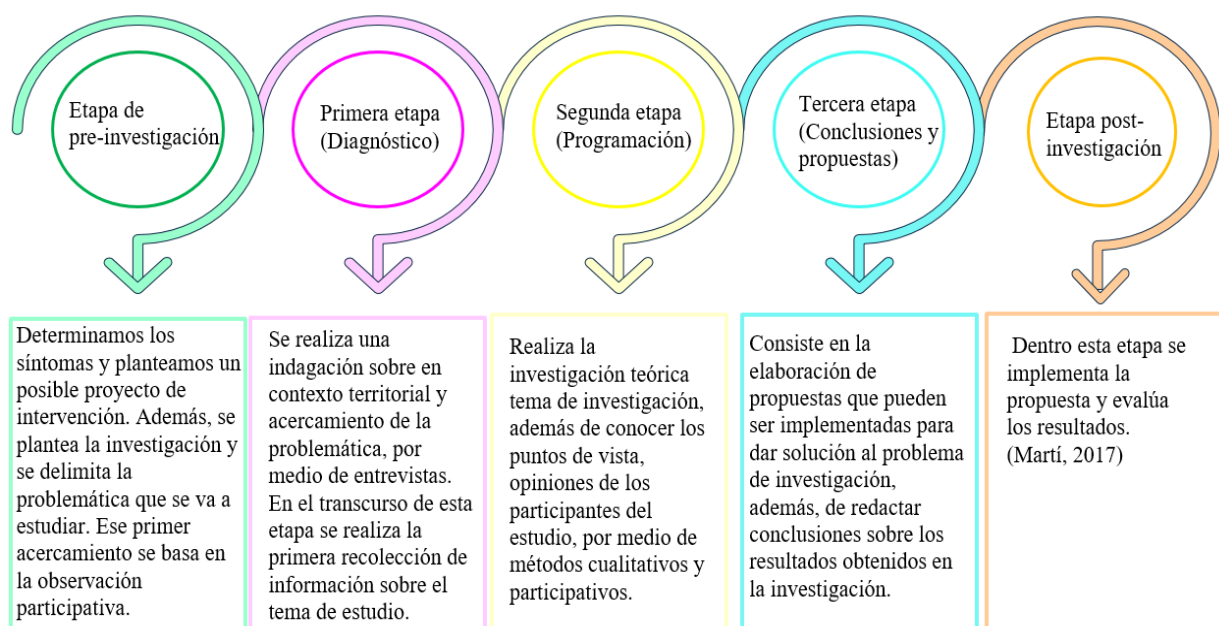 Etapa de
pre-investigación
Primera etapa
(Diagnóstico)
Segunda etapa
(Programación)
Tercera etapa
(Conclusiones y
propuestas)
Etapa post-
investigación
Determinamos los
síntomas y planteamos un
posible proyecto de
intervención. Además, se
plantea la investigación y
se delimita la
problemática que se va a
estudiar. Ese primer
acercamiento se basa en
la observación
participativa.
Se realiza una
indagación sobre en
contexto territorial y
acercamiento de la
problemática, por
medio de entrevistas.
En el transcurso de esta
etapa se realiza la
primera recolección de
información sobre el
tema de estudio.
Realiza la
investigación teórica
tema de investigación,
además de conocer los
puntos de vista,
opiniones de los
participantes del
estudio, por medio de
métodos cualitativos y
participativos.
Consiste en la
elaboración de
propuestas que pueden
ser implementadas para
dar solución al problema
de investigación,
además, de redactar
conclusiones sobre los
resultados obtenidos en
la investigación.
Dentro esta etapa se
implementa la
propuesta y evalúa
los resultados.
(Martí, 2017)